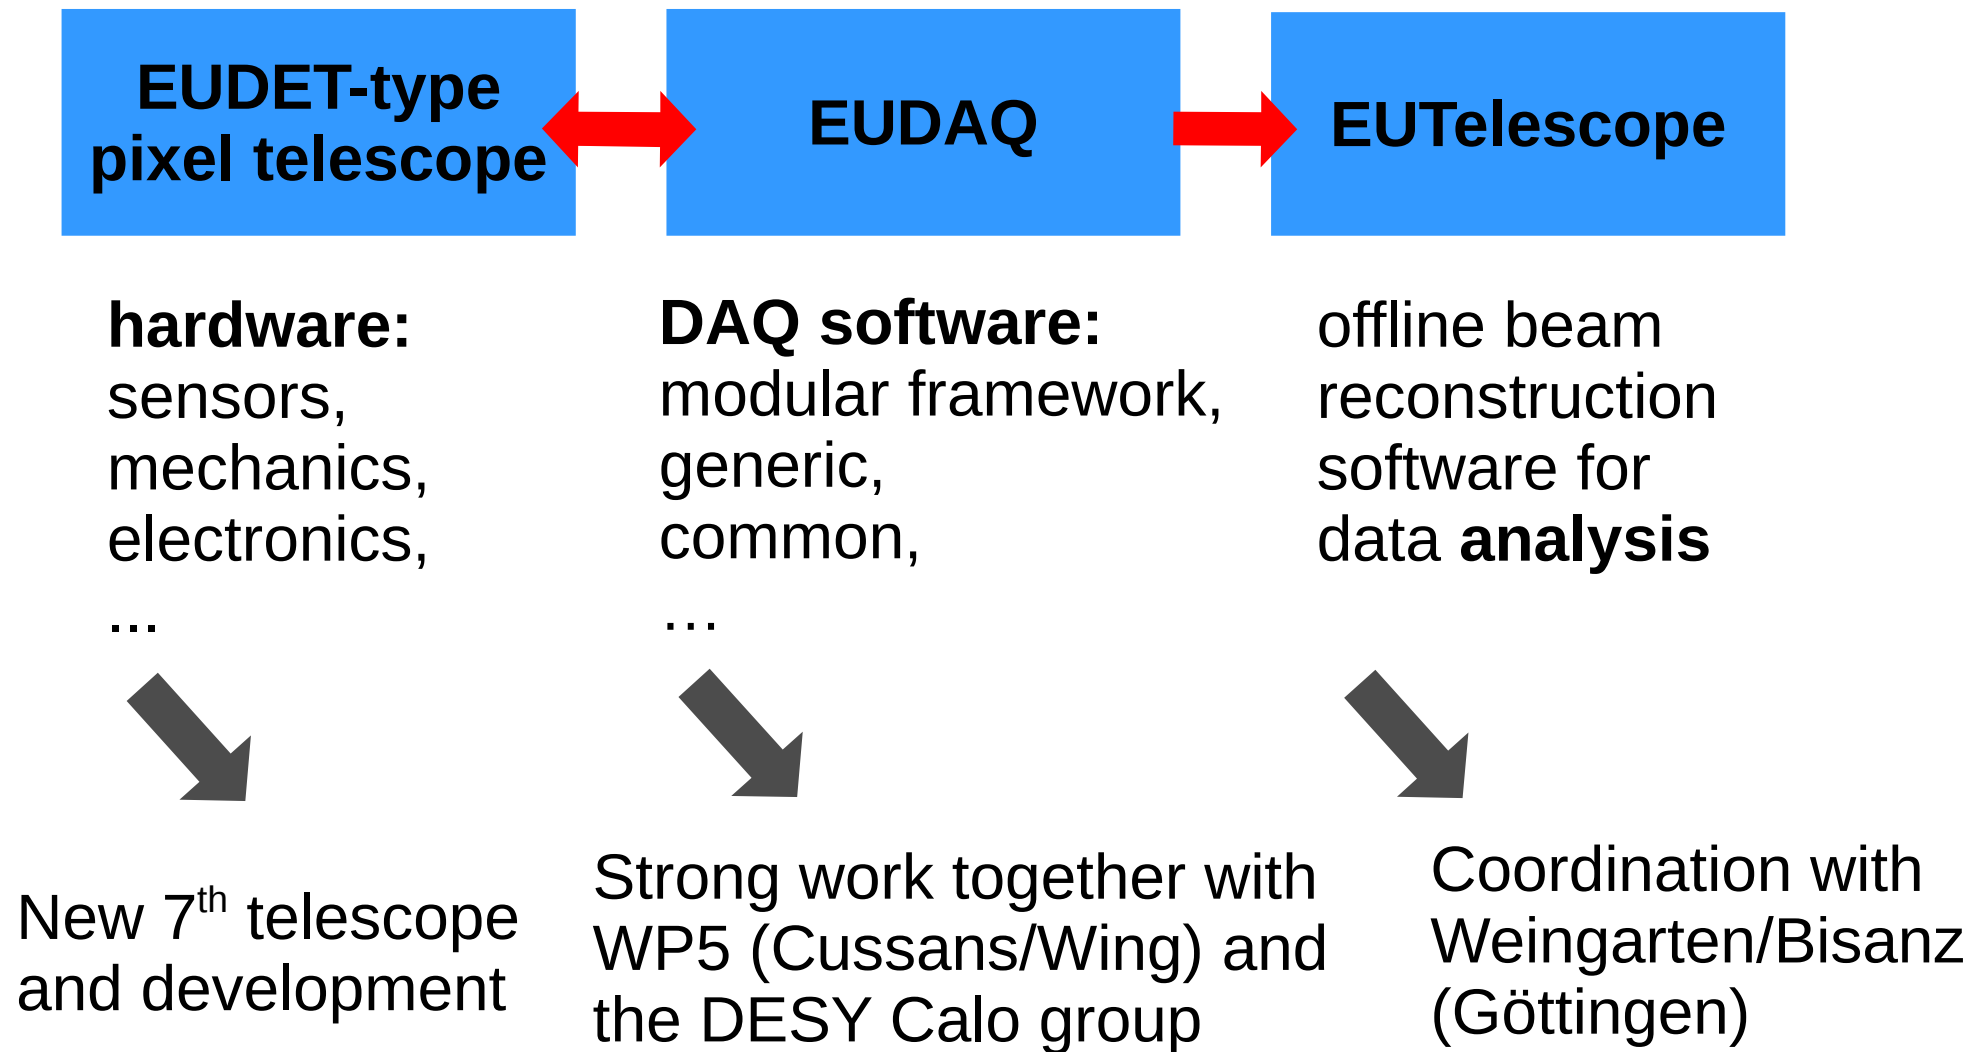 EUDET-type
pixel telescope
EUDAQ
EUTelescope
hardware:
sensors,
mechanics,
electronics,
...
DAQ software:
modular framework,
generic,
common,
…
offline beam
reconstruction
software for
data analysis
New 7th telescope
and development
Strong work together with
WP5 (Cussans/Wing) and
the DESY Calo group
Coordination with
Weingarten/Bisanz
(Göttingen)